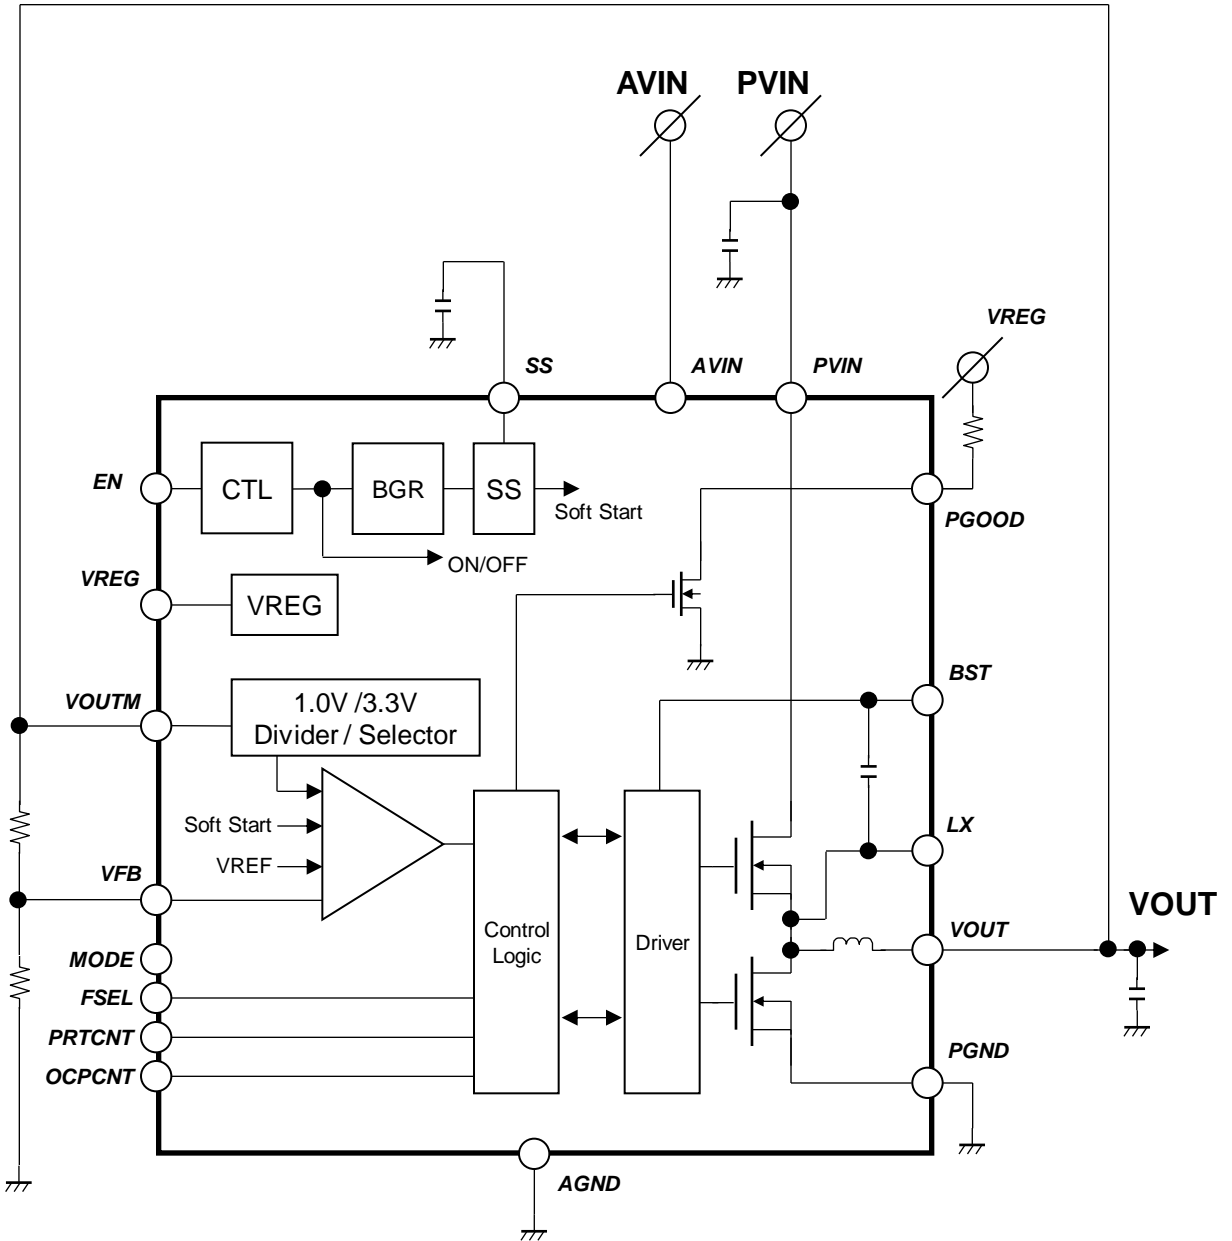 AVIN
PVIN
VREG
SS
AVIN
PVIN
EN
CTL
BGR
SS
Soft Start
PGOOD
ON/OFF
VREG
VREG
VOUTM
1.0V /3.3V
Divider / Selector
BST
Soft Start
VREF
LX
VFB
VOUT
VOUT
Control
Logic
Driver
MODE
FSEL
PRTCNT
OCPCNT
PGND
AGND